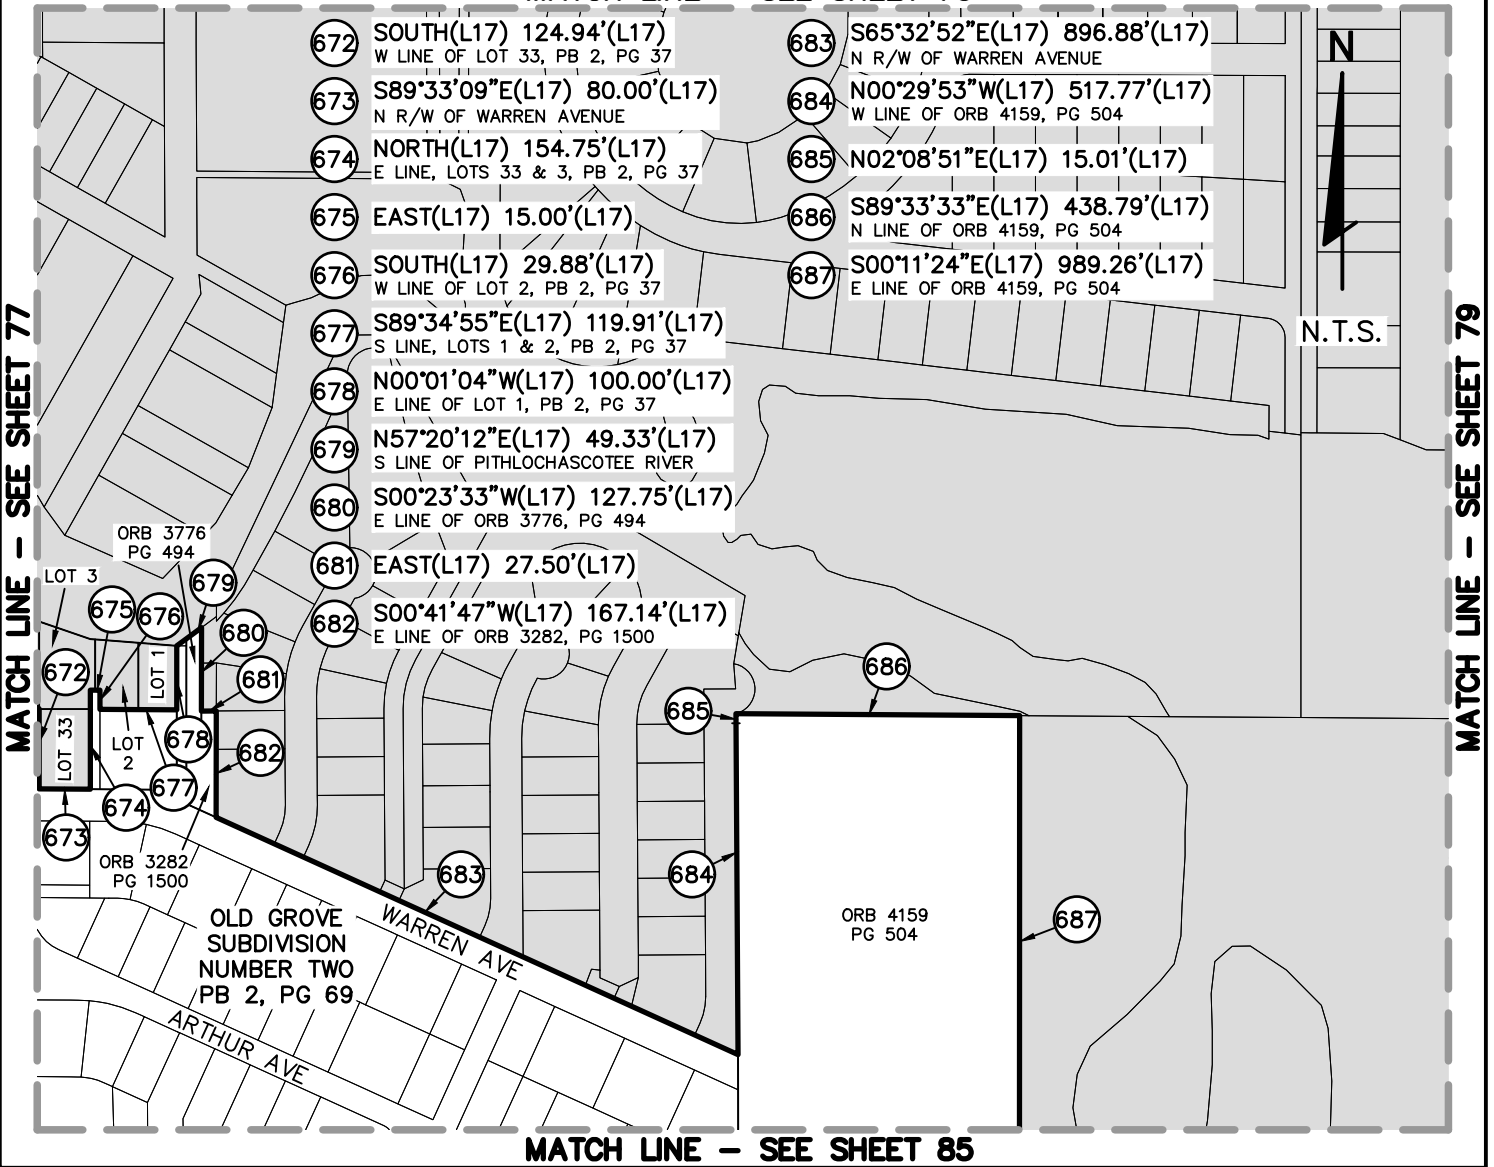 672 SOUTH(L17) 124.94'(L17)
W LINE OF LOT 33, PB 2, PG 37
673 S89°33'09"E(L17) 80.00'(L17)
N R/W OF WARREN AVENUE
674 NORTH(L17) 154.75'(L17)
E LINE, LOTS 33 & 3, PB 2, PG 37
675 EAST(L17) 15.00'(L17)
676 SOUTH(L17) 29.88'(L17)
W LINE OF LOT 2, PB 2, PG 37
677 S89°34'55"E(L17) 119.91'(L17)
S LINE, LOTS 1 & 2, PB 2, PG 37
678 N00°01'04"W(L17) 100.00'(L17)
E LINE OF LOT 1, PB 2, PG 37
679 N57°20'12"E(L17) 49.33'(L17)
S LINE OF PITHLOCHASCOTEE RIVER
680 S00°23'33"W(L17) 127.75'(L17)
E LINE OF ORB 3776, PG 494
681 EAST(L17) 27.50'(L17)
682 S00°41'47"W(L17) 167.14'(L17)
E LINE OF ORB 3282, PG 1500
683 S65°32'52"E(L17) 896.88'(L17)
N R/W OF WARREN AVENUE
684 N00°29'53"W(L17) 517.77'(L17)
W LINE OF ORB 4159, PG 504
685 N02°08'51"E(L17) 15.01'(L17)
686 S89°33'33"E(L17) 438.79'(L17)
N LINE OF ORB 4159, PG 504
687 S00°11'24"E(L17) 989.26'(L17)
E LINE OF ORB 4159, PG 504
N
N.T.S.
MATCH LINE – SEE SHEET 77
MATCH LINE – SEE SHEET 79
ORB 3776
PG 494
LOT 3
679
675
676
680
672
LOT 1
681
686
685
LOT 33
LOT
2
678
682
677
674
673
ORB 3282
PG 1500
683
684
ORB 4159
PG 504
687
WARREN AVE
OLD GROVE
SUBDIVISION
NUMBER TWO
PB 2, PG 69
ARTHUR AVE
MATCH LINE – SEE SHEET 85